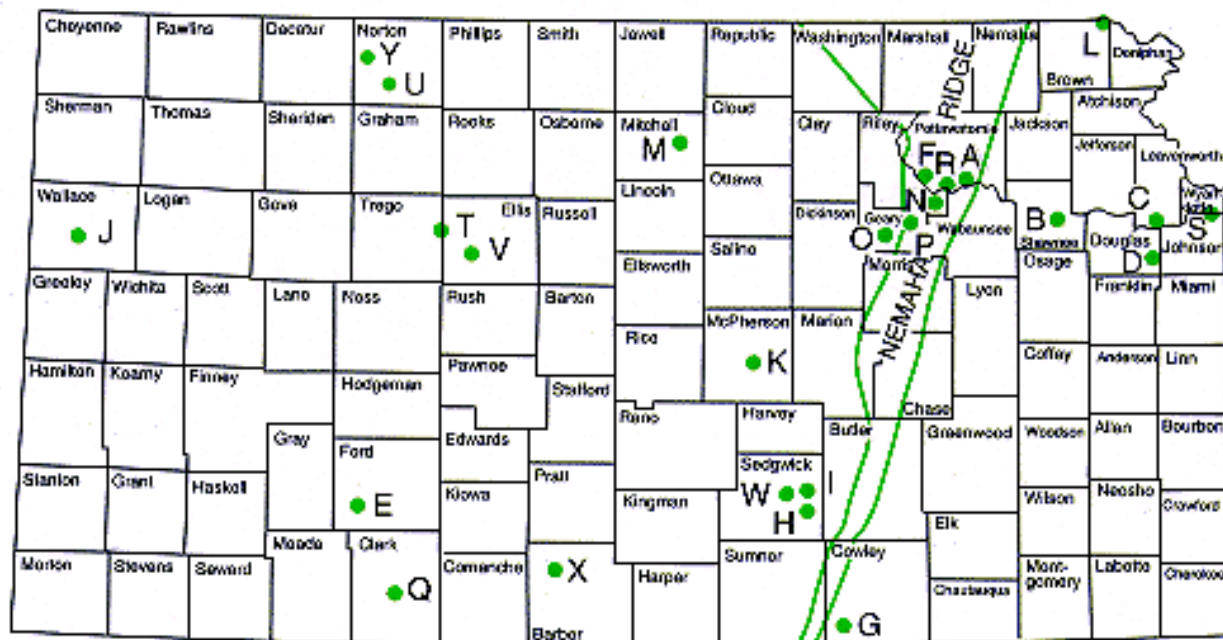 Cheyenne Rawlins Decatur Norton Phillips Smith Jewell Republic Washington Marshall Nemaha L Doniphan
Y
U
Brown
RIDGE
Sherman Thomas Sheridan Graham Rooks Osborne Mitchell Cloud Clay Riley Pottawatomie Jackson Atchison
M
Jefferson Leavenworth
F R A
Wallace Logan Gove Trego Ellis Russell Lincoln Ottawa Dickinson Geary N Wabaunsee B Shawnee C S
J T V O P Douglas D Johnson
Ellsworth Saline Morris Osage
NEMAHA
Greeley Wichita Scott Lane Ness Rush Barton McPherson Marion Lyon Franklin Miami
Rice
K
Hamilton Kearny Finney Hodgeman Pawnee Stafford Chase Coffey Anderson Linn
Reno Harvey Butler Greenwood Woodson Allen Bourbon
Gray Ford Edwards
Stanton Grant Haskell E Kiowa Pratt Kingman Sedgwick W I H Wilson Neosho Crawford
Elk
Morton Stevens Seward Meade Clark Comanche X Harper Sumner Cowley Mont-
gomery Labette Cherokee
Q
Chautauqua
Barber G